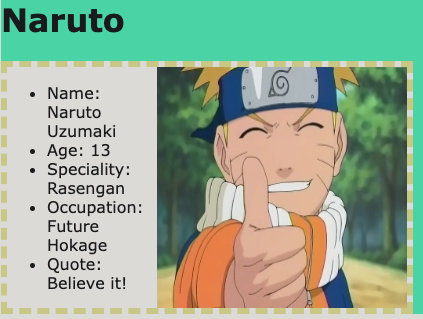 Naruto
Name:
Naruto
Uzumaki
Age: 13
Speciality:
Rasengan
Occupation:
Future
Hokage
Quote:
Believe it!